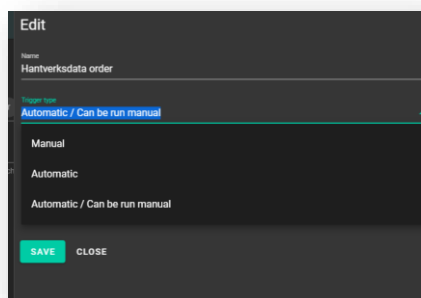 Edit
Name
Hantverksdata order
Trigger type
Automatic / Can be run manual
Manual
Automatic
Automatic / Can be run manual
SAVE CLOSE